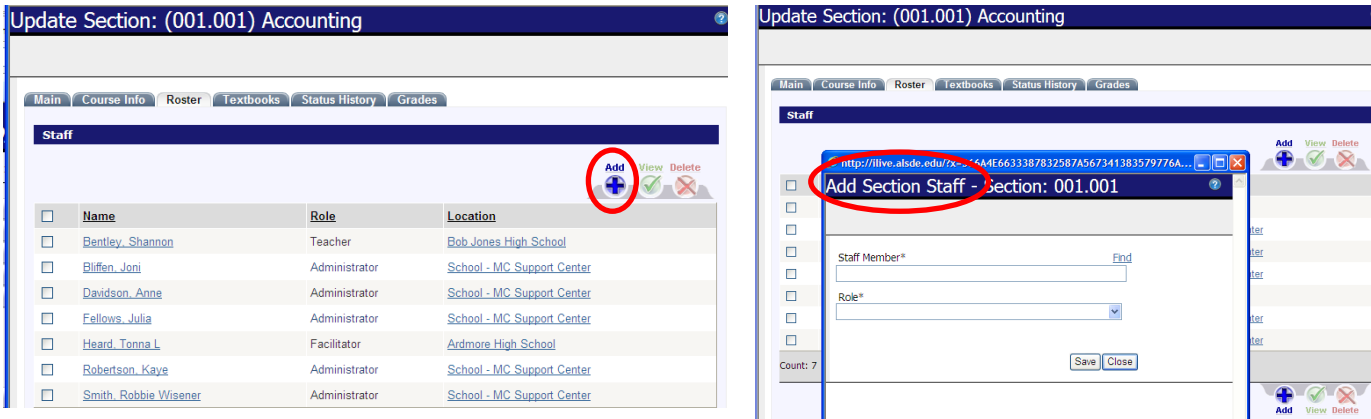 Update Section: (001.001) Accounting
Main Course Info Roster Textbooks Status History Grades
Staff
Add View Delete
Name Role Location
Bentley, Shannon Teacher Bob Jones High School
Bliffen, Joni Administrator School - MC Support Center
Davidson, Anne Administrator School - MC Support Center
Fellows, Julia Administrator School - MC Support Center
Heard, Tonna L Facilitator Ardmore High School
Robertson, Kaye Administrator School - MC Support Center
Smith, Robbie Wisener Administrator School - MC Support Center
Update Section: (001.001) Accounting
Main Course Info Roster Textbooks Status History Grades
Staff
Add View Delete
Add Section Staff - Section: 001.001
Staff Member* Find
Role*
Save Close
Count: 7
Add View Delete